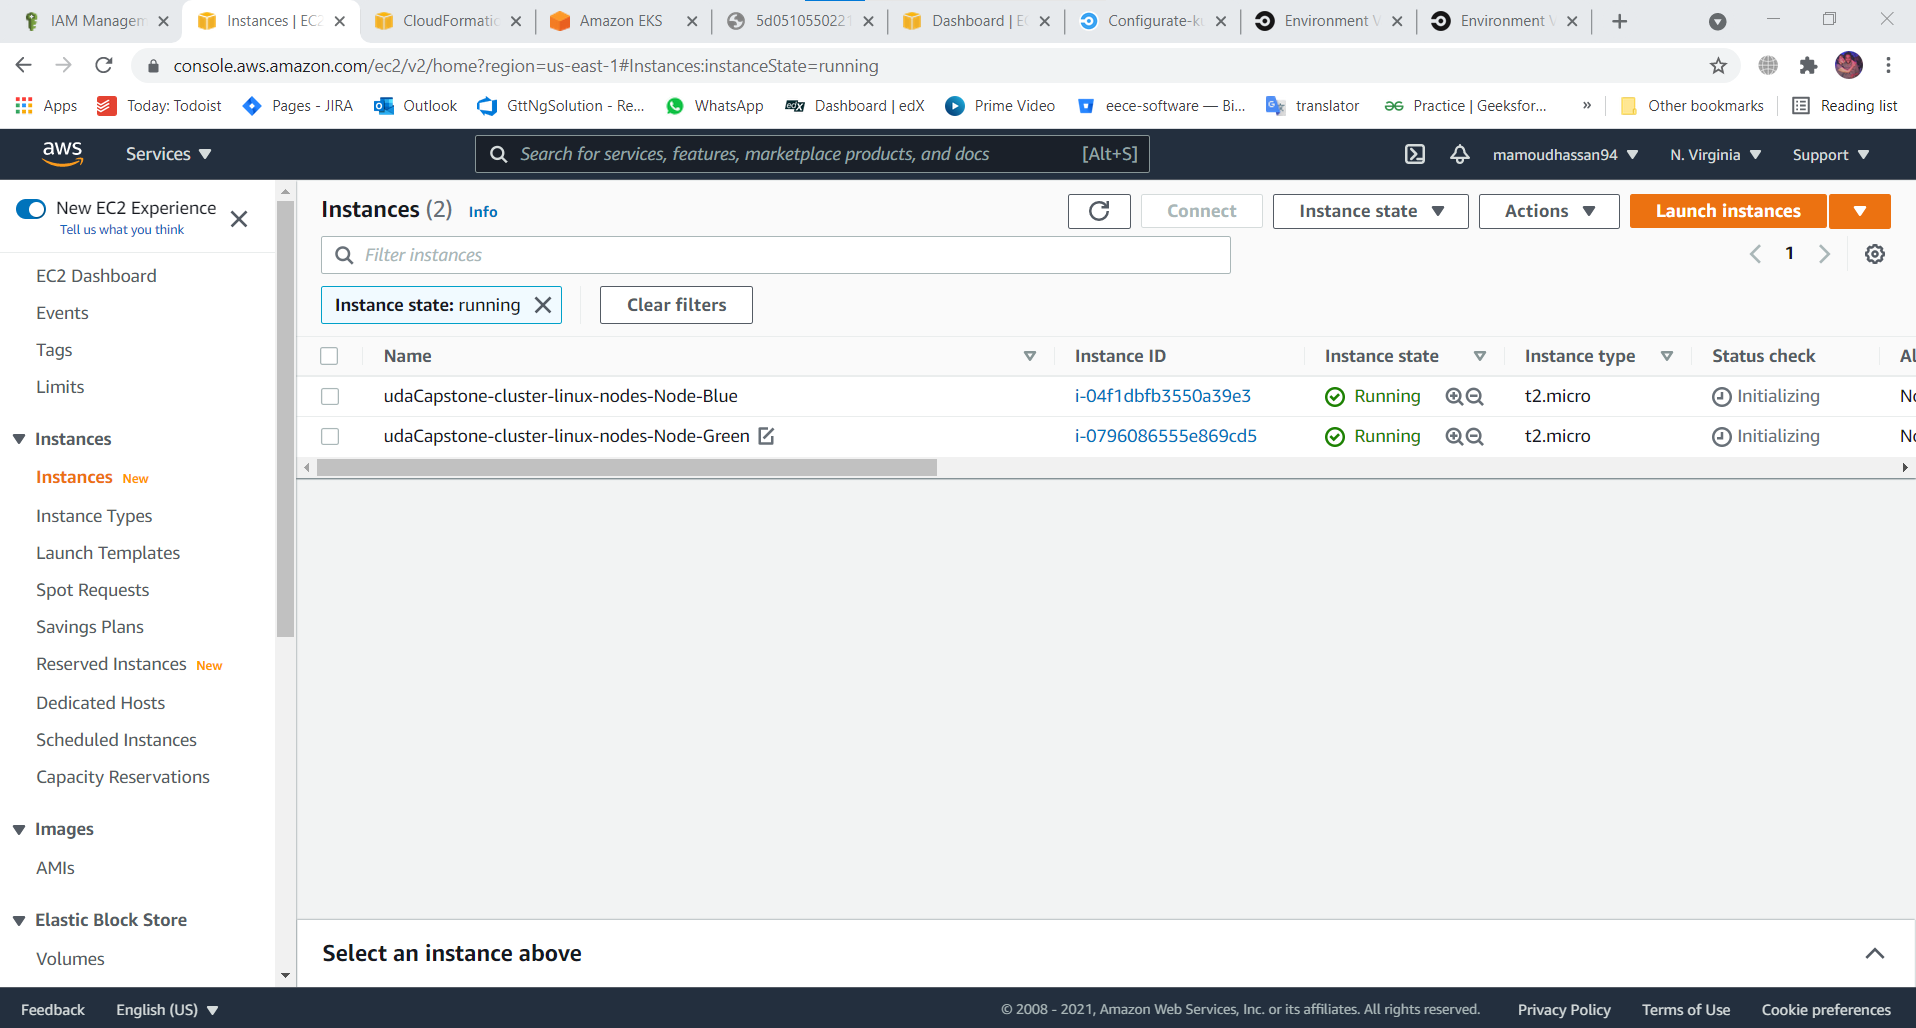 IAM Managem
Instances | EC2
CloudFormatio
Amazon EKS
5d0510550221
Dashboard | EC
Configurate-ku
Environment V
Environment V
console.aws.amazon.com/ec2/v2/home?region=us-east-1#Instances:instanceState=running
Apps
Today: Todoist
Pages - JIRA
Outlook
GttNgSolution - Re...
WhatsApp
edX Dashboard | edX
Prime Video
eece-software — Bi...
translator
Practice | Geeksfor...
»
Other bookmarks
Reading list
aws
Services
Search for services, features, marketplace products, and docs
[Alt+S]
mamoudhassan94
N. Virginia
Support
New EC2 Experience
Tell us what you think
EC2 Dashboard
Events
Tags
Limits
Instances
Instances New
Instance Types
Launch Templates
Spot Requests
Savings Plans
Reserved Instances New
Dedicated Hosts
Scheduled Instances
Capacity Reservations
Images
AMIs
Elastic Block Store
Volumes
Instances (2) Info
Connect
Instance state
Actions
Launch instances
Filter instances
1
Instance state: running
Clear filters
Name Instance ID Instance state Instance type Status check Al
udaCapstone-cluster-linux-nodes-Node-Blue i-04f1dbfb3550a39e3 Running t2.micro Initializing No
udaCapstone-cluster-linux-nodes-Node-Green i-0796086555e869cd5 Running t2.micro Initializing No
Select an instance above
Feedback
English (US)
© 2008 - 2021, Amazon Web Services, Inc. or its affiliates. All rights reserved.
Privacy Policy
Terms of Use
Cookie preferences